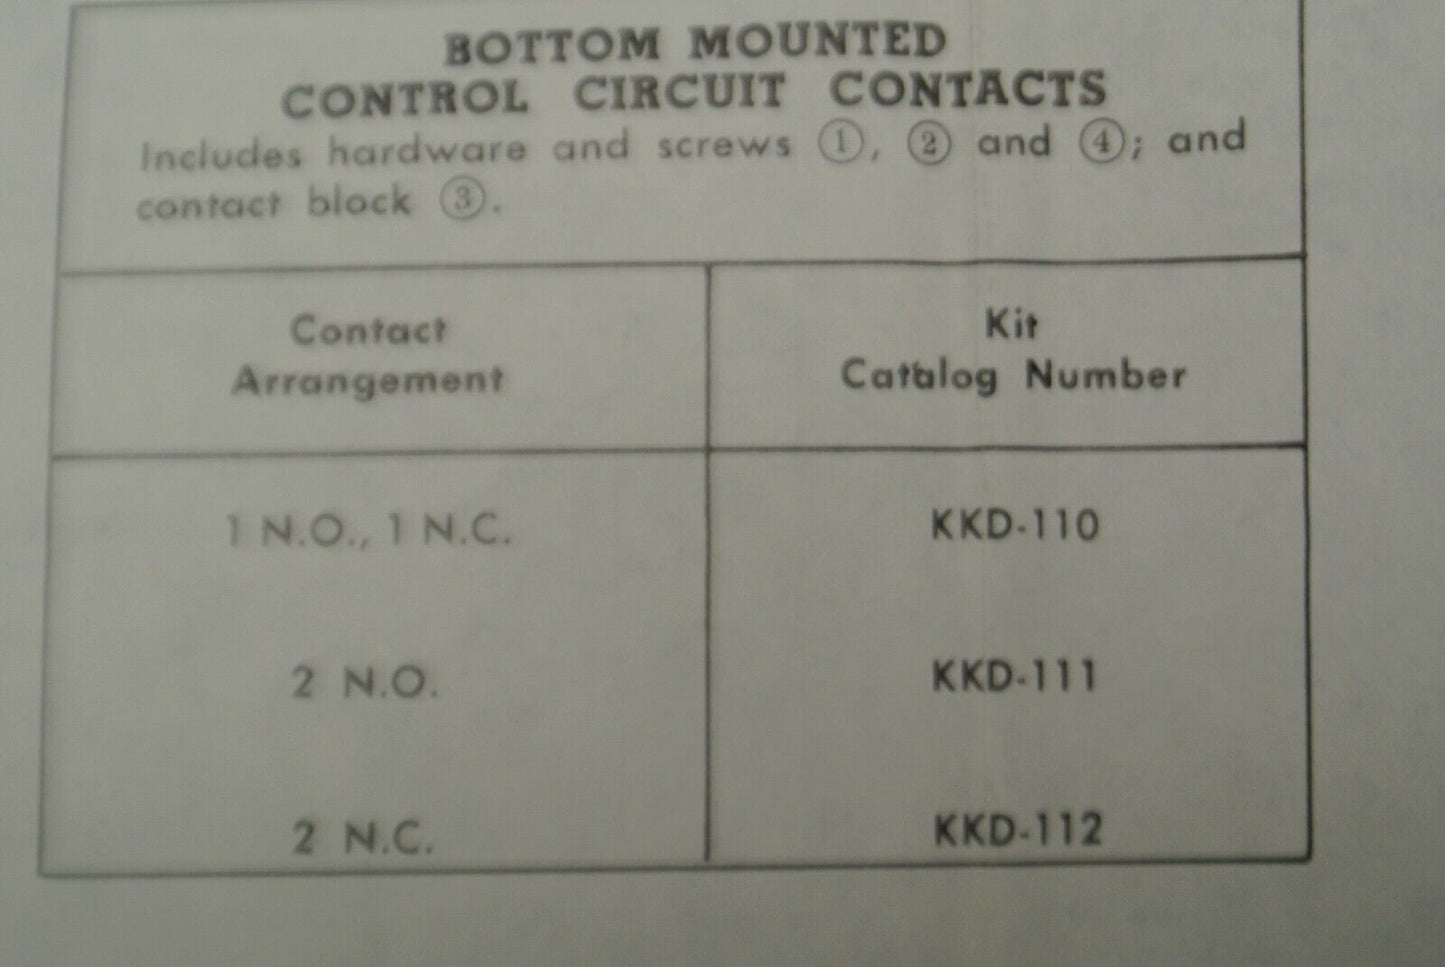 BOTTOM MOUNTED
CONTROL CIRCUIT CONTACTS
Includes hardware and screws ①, ② and ④; and
contact block ③.
Contact
Arrangement
Kit
Catalog Number
1 N.O., 1 N.C.
KKD-110
2 N.O.
KKD-111
2 N.C.
KKD-112